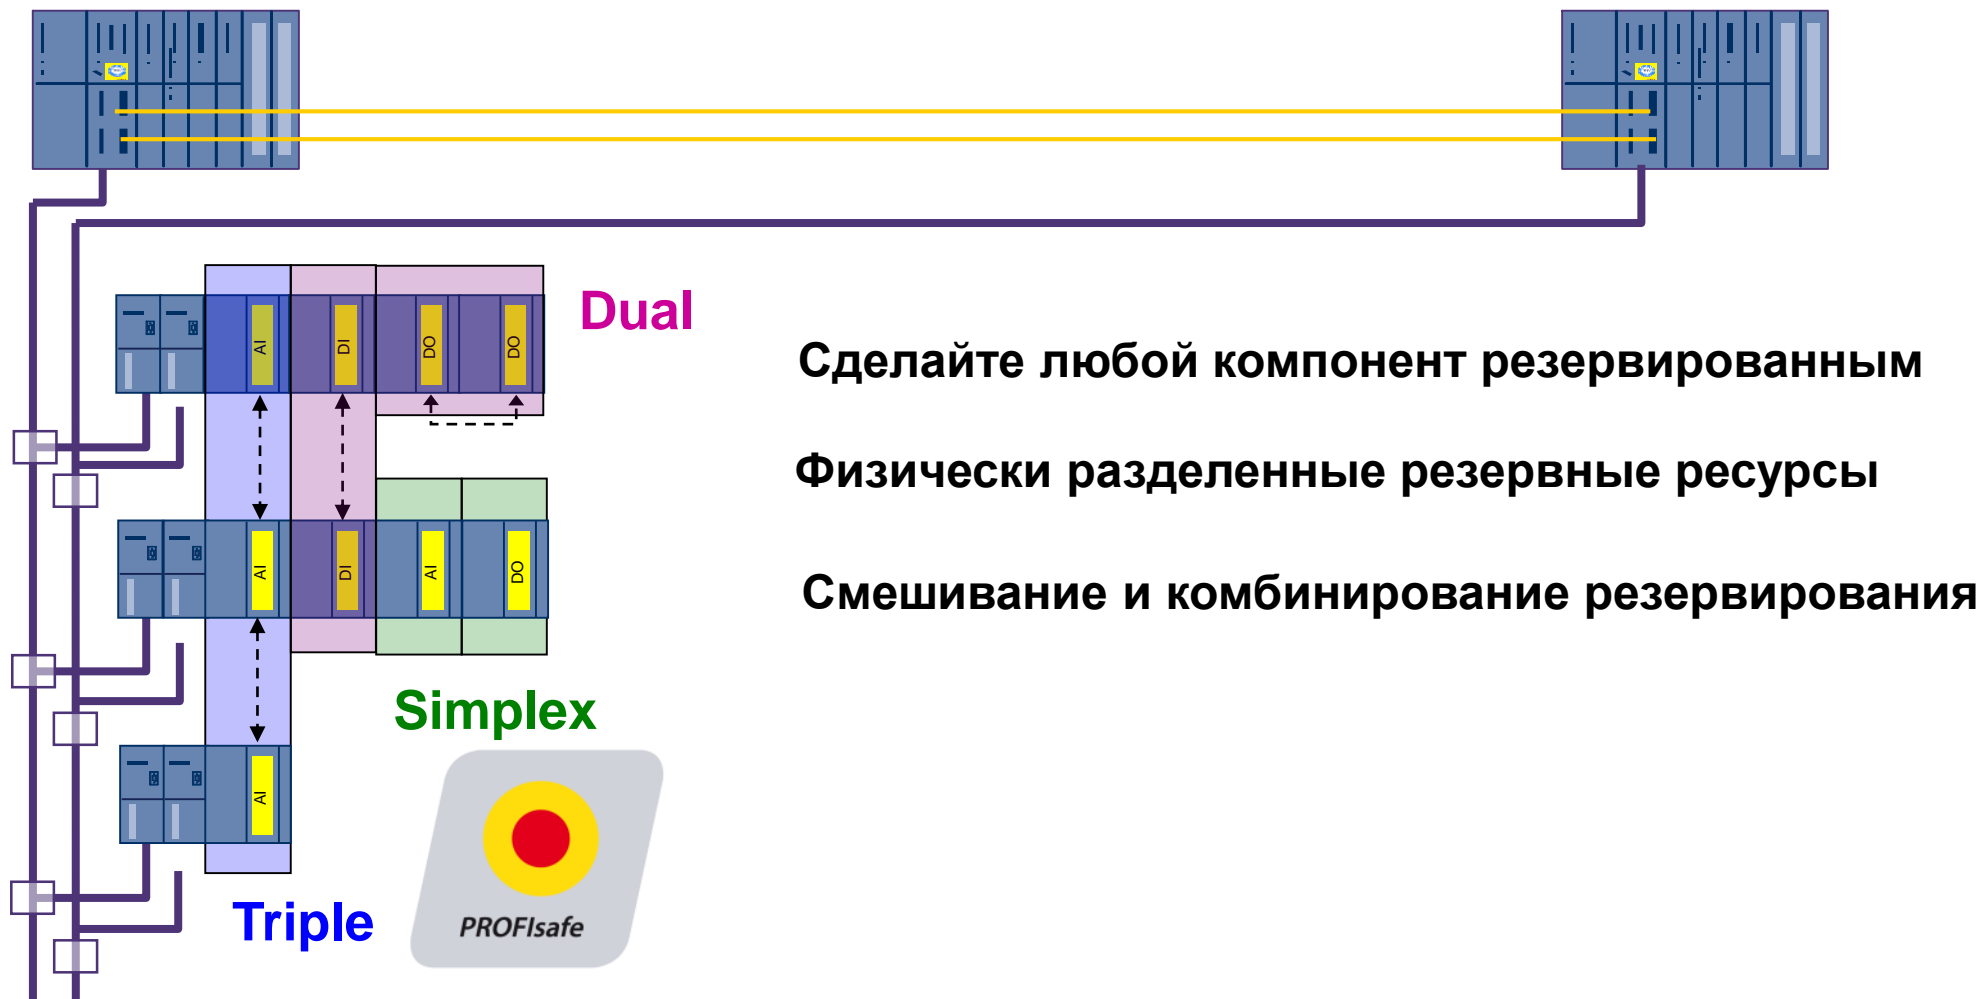 Dual
AI
DI
DO
DO
Сделайте любой компонент резервированным
Физически разделенные резервные ресурсы
AI
DI
AI
DO
Смешивание и комбинирование резервирования
Simplex
AI
Triple
PROFIsafe